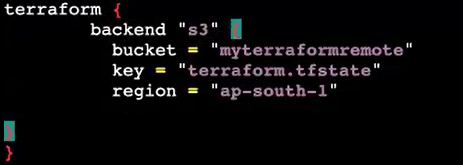 terraform {
backend "s3" {
bucket = "myterraformremote"
key = "terraform.tfstate"
region = "ap-south-1"
}
}